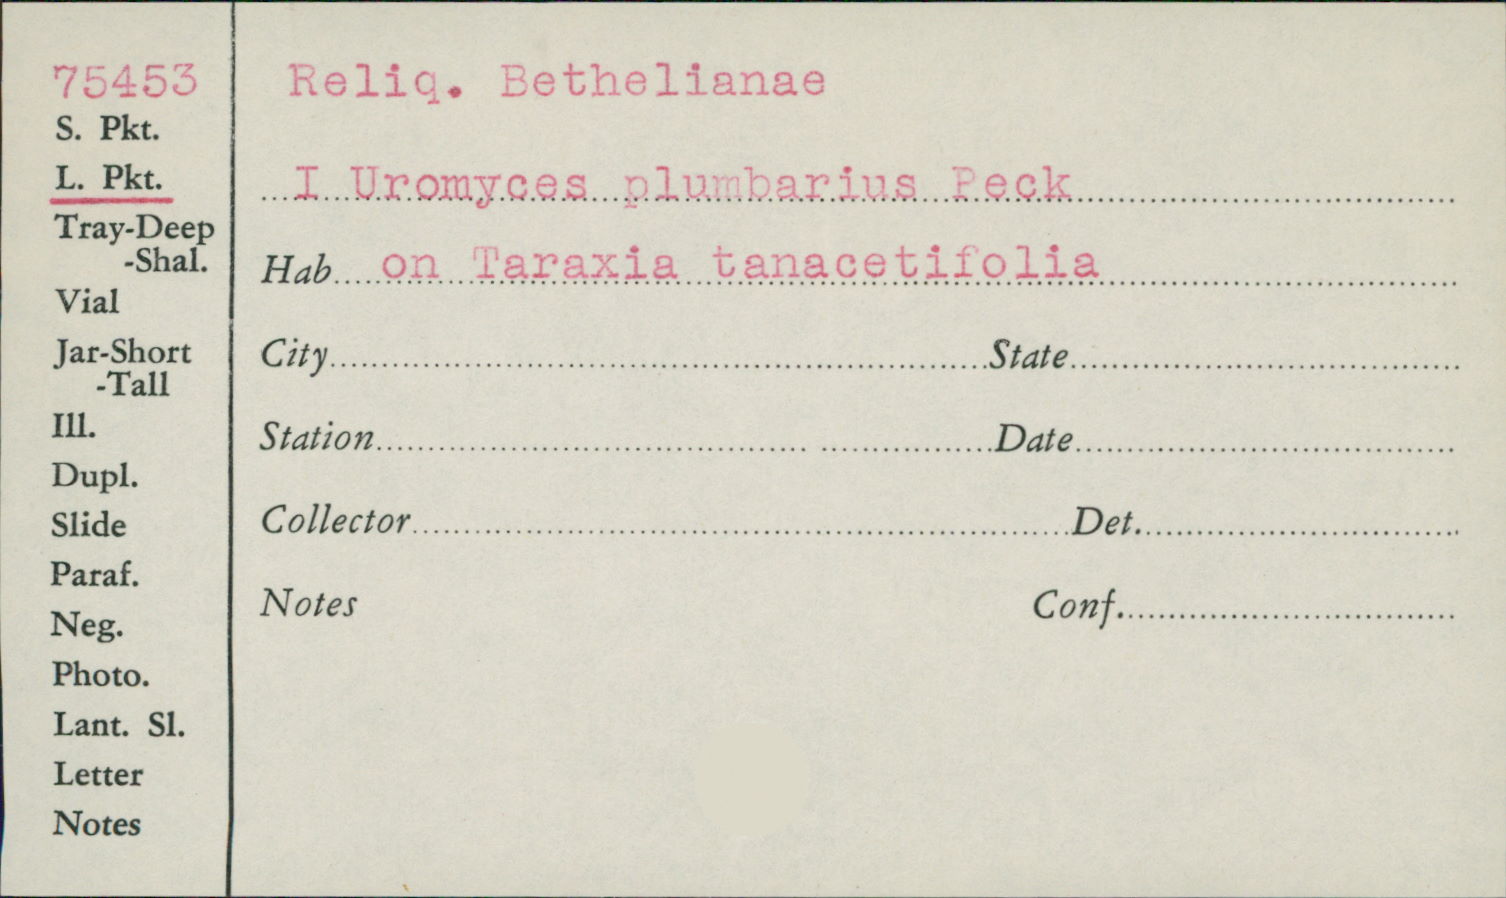 75453
S. Pkt.
L. Pkt.
Tray-Deep
-Shal.
Vial
Jar-Short
-Tall
Ill.
Dupl.
Slide
Paraf.
Neg.
Photo.
Lant. Sl.
Letter
Notes
Reliq. Bethelianae
I Uromyces plumbarius Peck
Hab. on Taraxia tanacetifolia
City State
Station Date
Collector Det.
Notes Conf.